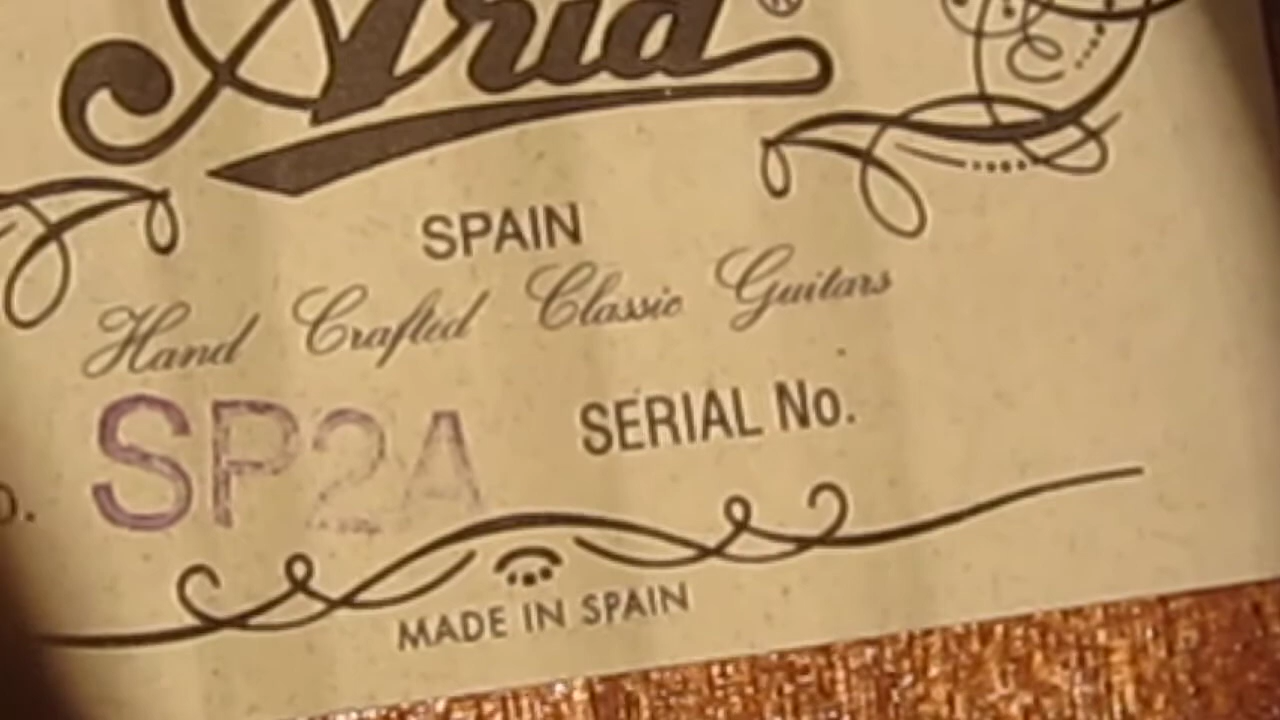 Aria ®
SPAIN
Hand Crafted Classic Guitars
SP2A SERIAL No.
MADE IN SPAIN